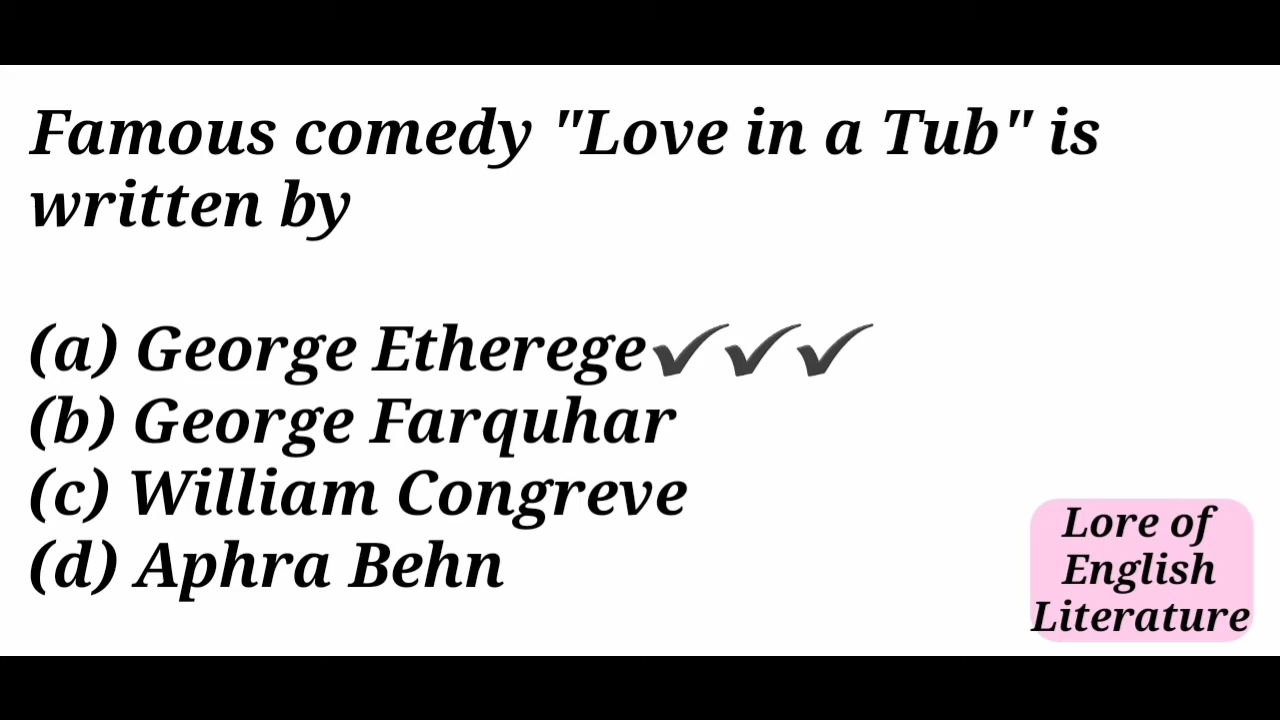 Famous comedy "Love in a Tub" is
written by
(a) George Etherege✔✔✔
(b) George Farquhar
(c) William Congreve
(d) Aphra Behn
Lore of
English
Literature